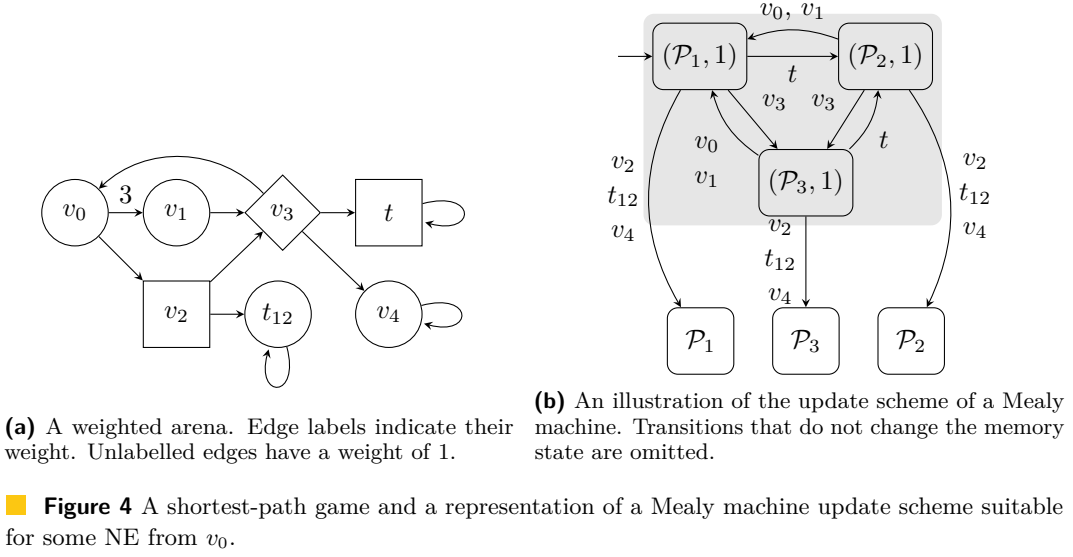 v₀
3
v₁
v₃
t
v₂
t₁₂
v₄
(a) A weighted arena. Edge labels indicate their
weight. Unlabelled edges have a weight of 1.
v₀, v₁
(𝒫₁, 1)
t
(𝒫₂, 1)
v₃
v₃
v₀
v₁
t
(𝒫₃, 1)
v₂
t₁₂
v₄
v₂
t₁₂
v₄
v₂
t₁₂
v₄
𝒫₁
𝒫₃
𝒫₂
(b) An illustration of the update scheme of a Mealy
machine. Transitions that do not change the memory
state are omitted.
Figure 4 A shortest-path game and a representation of a Mealy machine update scheme suitable
for some NE from v₀.